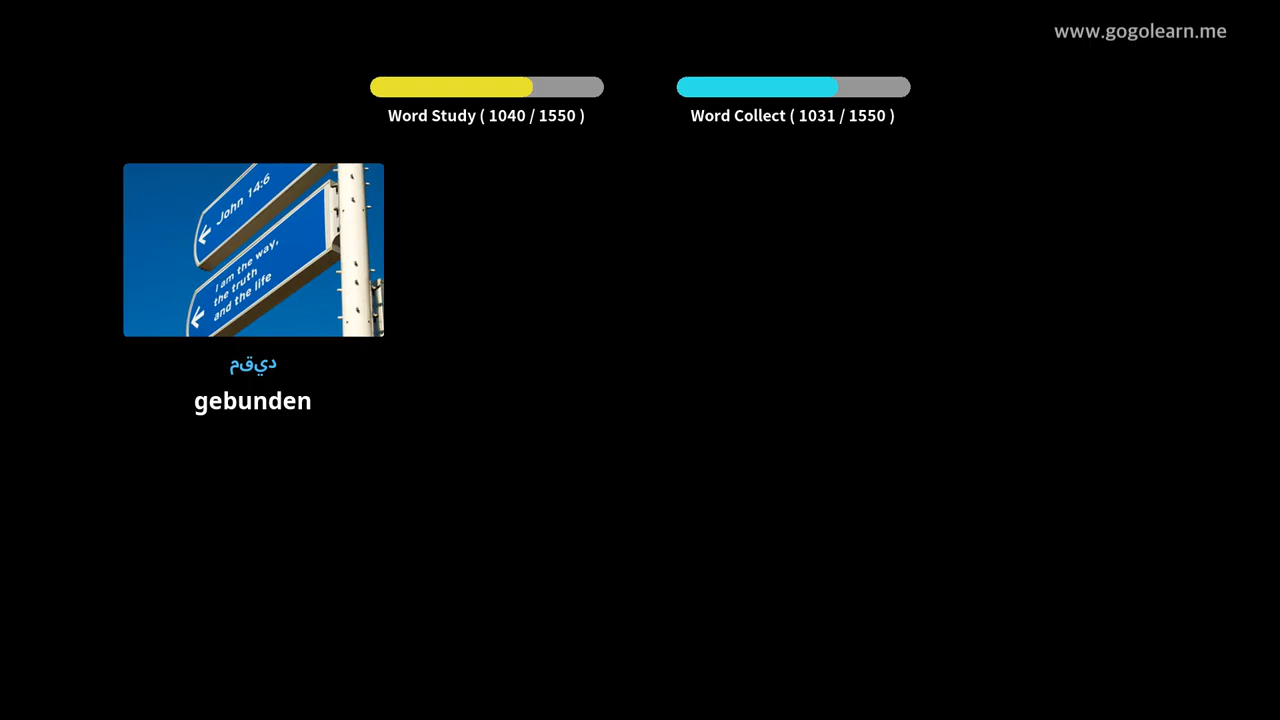 www.gogolearn.me
Word Study ( 1040 / 1550 )
Word Collect ( 1031 / 1550 )
John 14:6
I am the way,
the truth
and the life
ديقم
gebunden